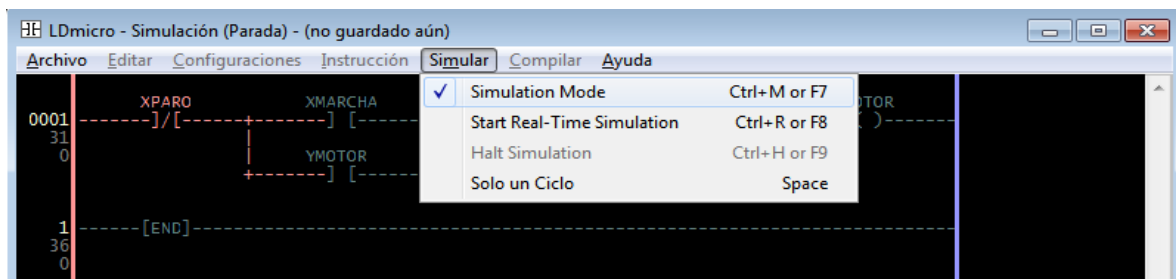 LDmicro - Simulación (Parada) - (no guardado aún)
Archivo Editar Configuraciones Instrucción Simular Compilar Ayuda
Simulation Mode Ctrl+M or F7
Start Real-Time Simulation Ctrl+R or F8
Halt Simulation Ctrl+H or F9
Solo un Ciclo Space
XPARO XMARCHA TOR
0001 -------]/[------+-------] [----- ( )------
31
0 YMOTOR
+-------] [-----
1 ------[END]------
36
0